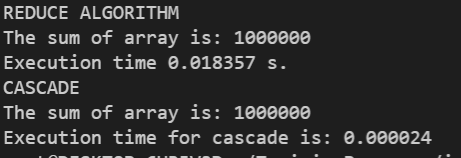 REDUCE ALGORITHM
The sum of array is: 1000000
Execution time 0.018357 s.
CASCADE
The sum of array is: 1000000
Execution time for cascade is: 0.000024